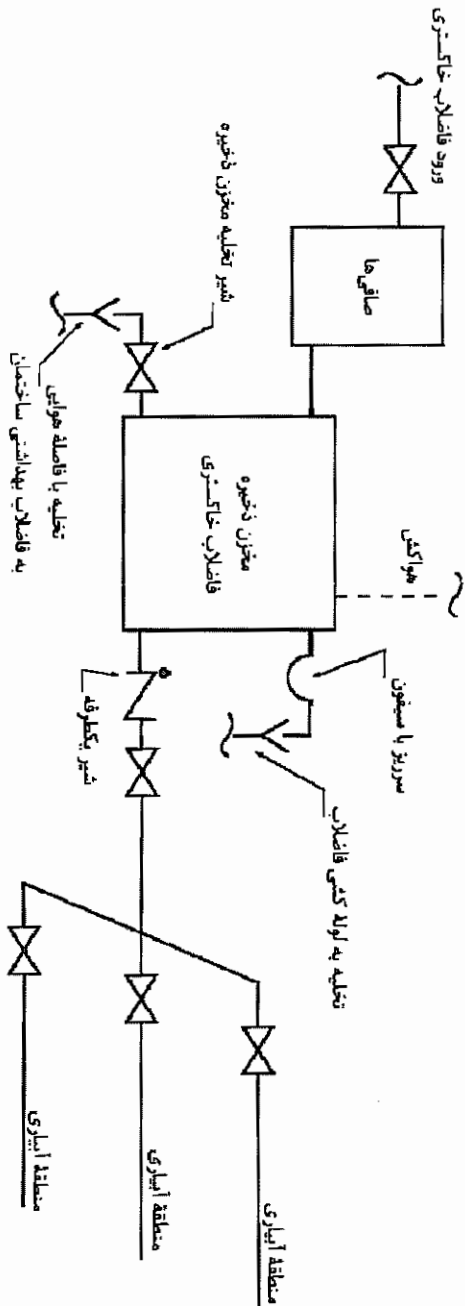 ورود فاضلاب خاکستری
صافی‌ها
شیر تخلیه مخزن ذخیره
تخلیه با فاصلهٔ هوایی
به فاضلاب بهداشتی ساختمان
مخزن ذخیره
فاضلاب خاکستری
هواکش
سرریز با سیفون
تخلیه به لولهٔ کشی فاضلاب
شیر یکطرفه
منطقهٔ آبیاری
منطقهٔ آبیاری
منطقهٔ آبیاری